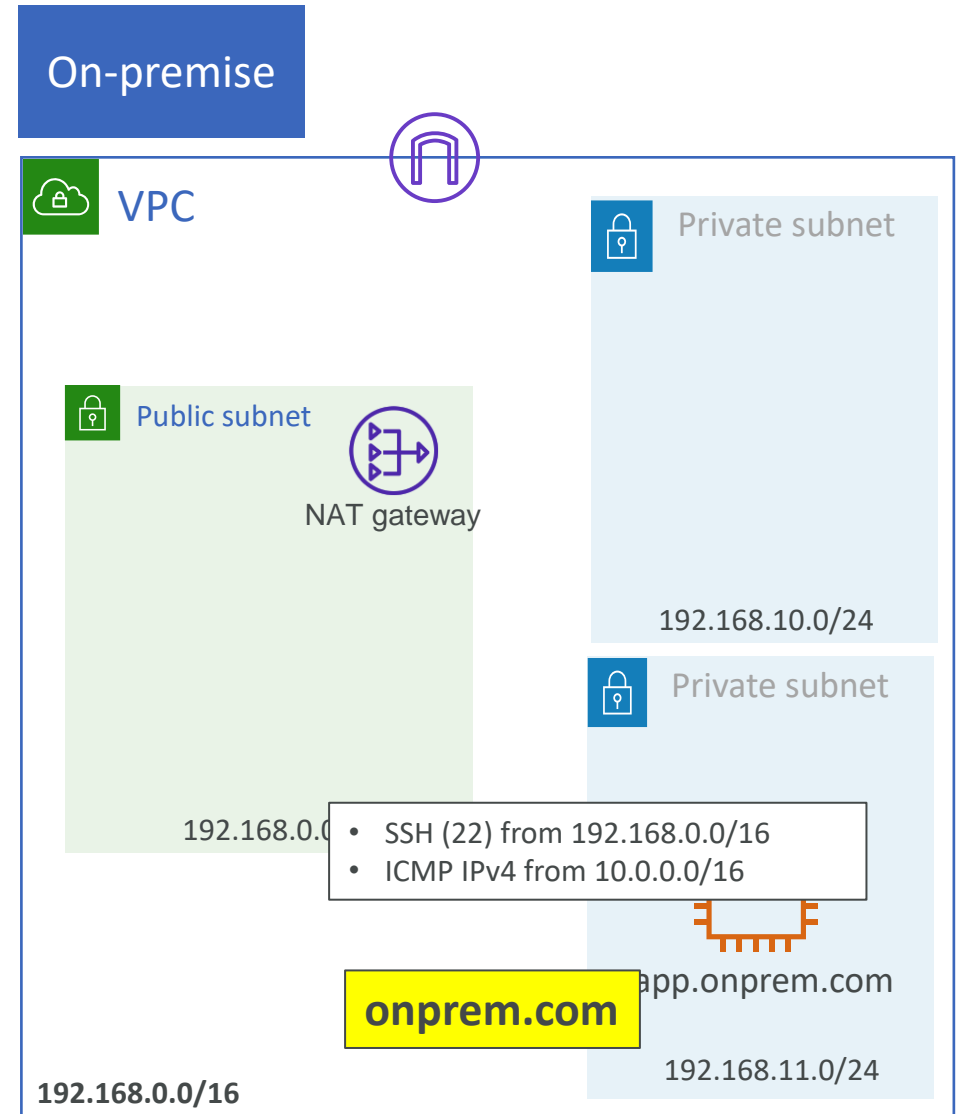 On-premise
VPC
Private subnet
Public subnet
NAT gateway
192.168.10.0/24
Private subnet
192.168.0.
• SSH (22) from 192.168.0.0/16
• ICMP IPv4 from 10.0.0.0/16
app.onprem.com
onprem.com
192.168.11.0/24
192.168.0.0/16